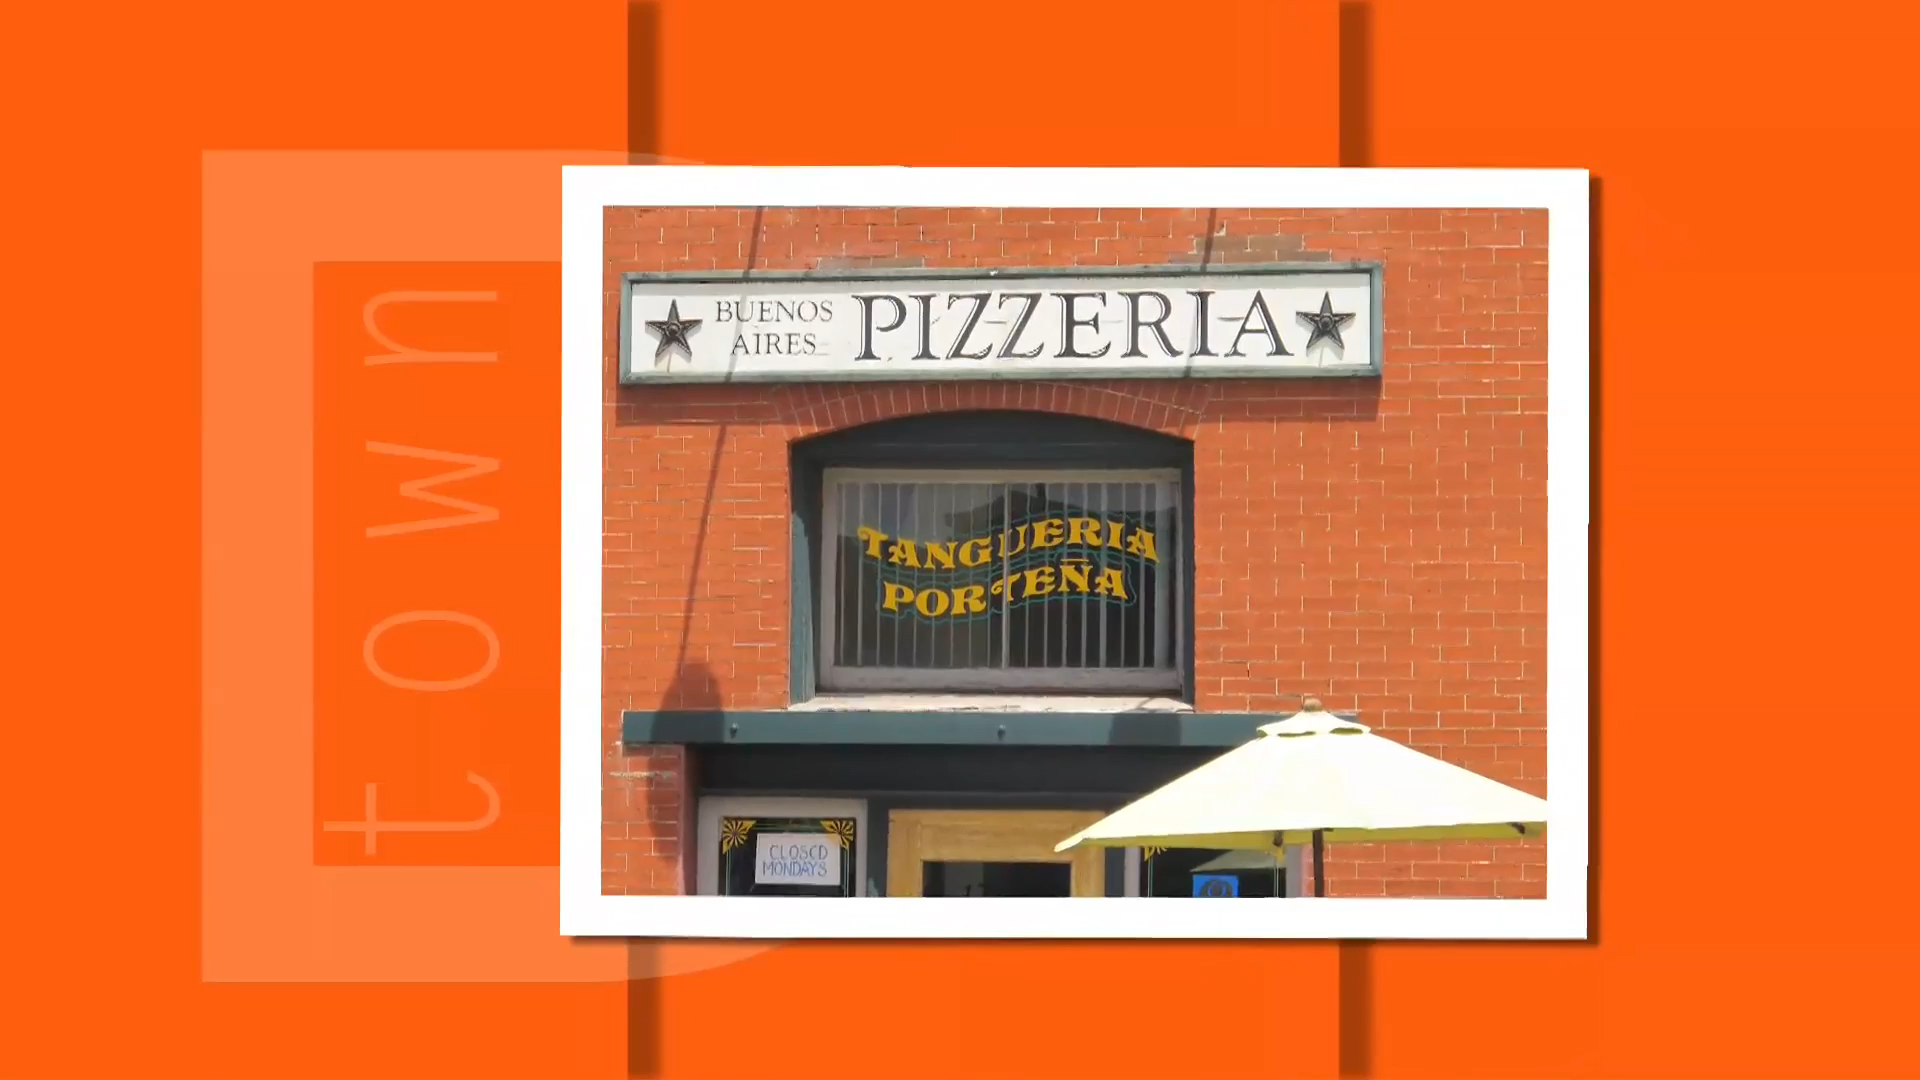 town
BUENOS
AIRES
PIZZERIA
TANGUERIA
PORTEÑA
CLOSED
MONDAYS